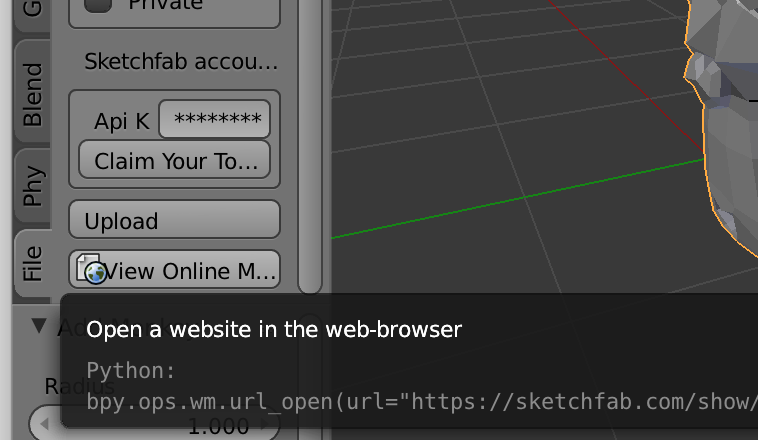 G
Private
Sketchfab accou...
Blend
Api K ********
Claim Your To...
Phy
Upload
File
View Online M...
Open a website in the web-browser
Python:
bpy.ops.wm.url_open(url="https://sketchfab.com/show/
Radius
1.000